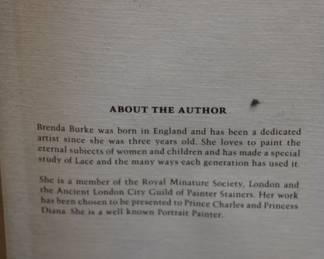 ABOUT THE AUTHOR
Brenda Burke was born in England and has been a dedicated
artist since she was three years old. She loves to paint the
eternal subjects of women and children and has made a special
study of Lace and the many ways each generation has used it.
She is a member of the Royal Minature Society, London and
the Ancient London City Guild of Painter Stainers. Her work
has been chosen to be presented to Prince Charles and Princess
Diana. She is a well known Portrait Painter.